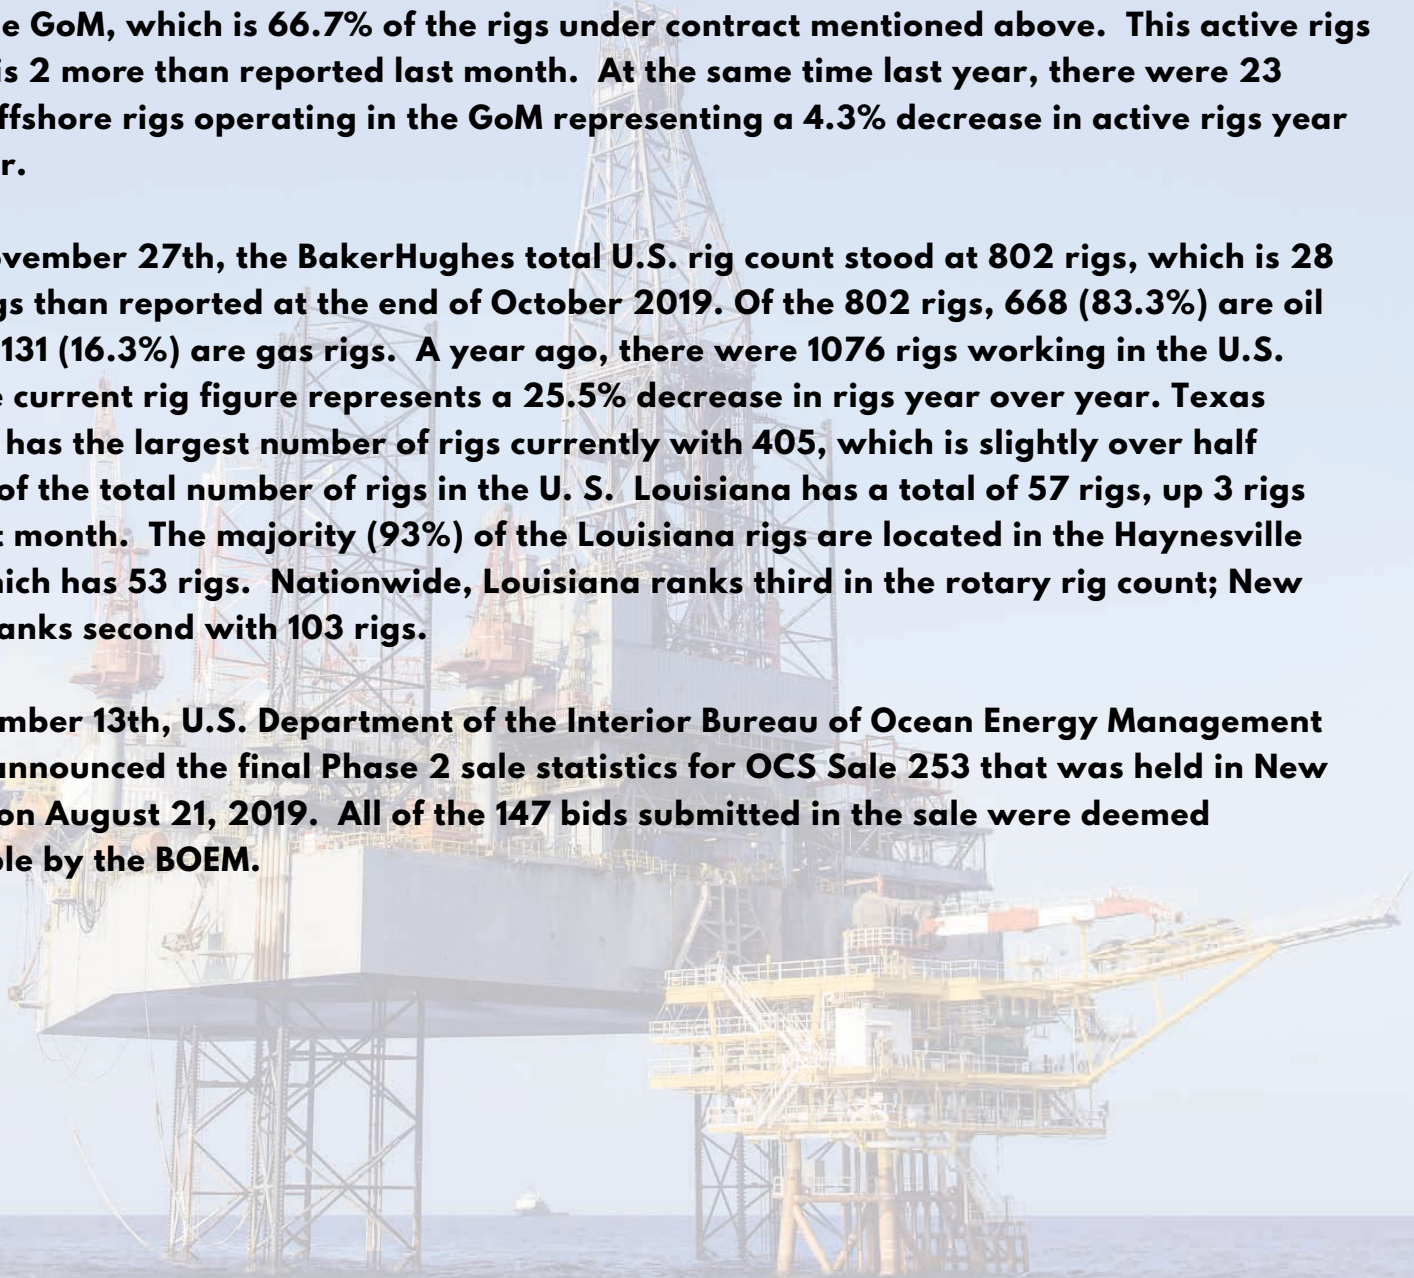 e GoM, which is 66.7% of the rigs under contract mentioned above. This active rigs
is 2 more than reported last month. At the same time last year, there were 23
ffshore rigs operating in the GoM representing a 4.3% decrease in active rigs year
r.
vember 27th, the BakerHughes total U.S. rig count stood at 802 rigs, which is 28
gs than reported at the end of October 2019. Of the 802 rigs, 668 (83.3%) are oil
131 (16.3%) are gas rigs. A year ago, there were 1076 rigs working in the U.S.
e current rig figure represents a 25.5% decrease in rigs year over year. Texas
has the largest number of rigs currently with 405, which is slightly over half
of the total number of rigs in the U. S. Louisiana has a total of 57 rigs, up 3 rigs
t month. The majority (93%) of the Louisiana rigs are located in the Haynesville
hich has 53 rigs. Nationwide, Louisiana ranks third in the rotary rig count; New
anks second with 103 rigs.
mber 13th, U.S. Department of the Interior Bureau of Ocean Energy Management
announced the final Phase 2 sale statistics for OCS Sale 253 that was held in New
on August 21, 2019. All of the 147 bids submitted in the sale were deemed
ble by the BOEM.